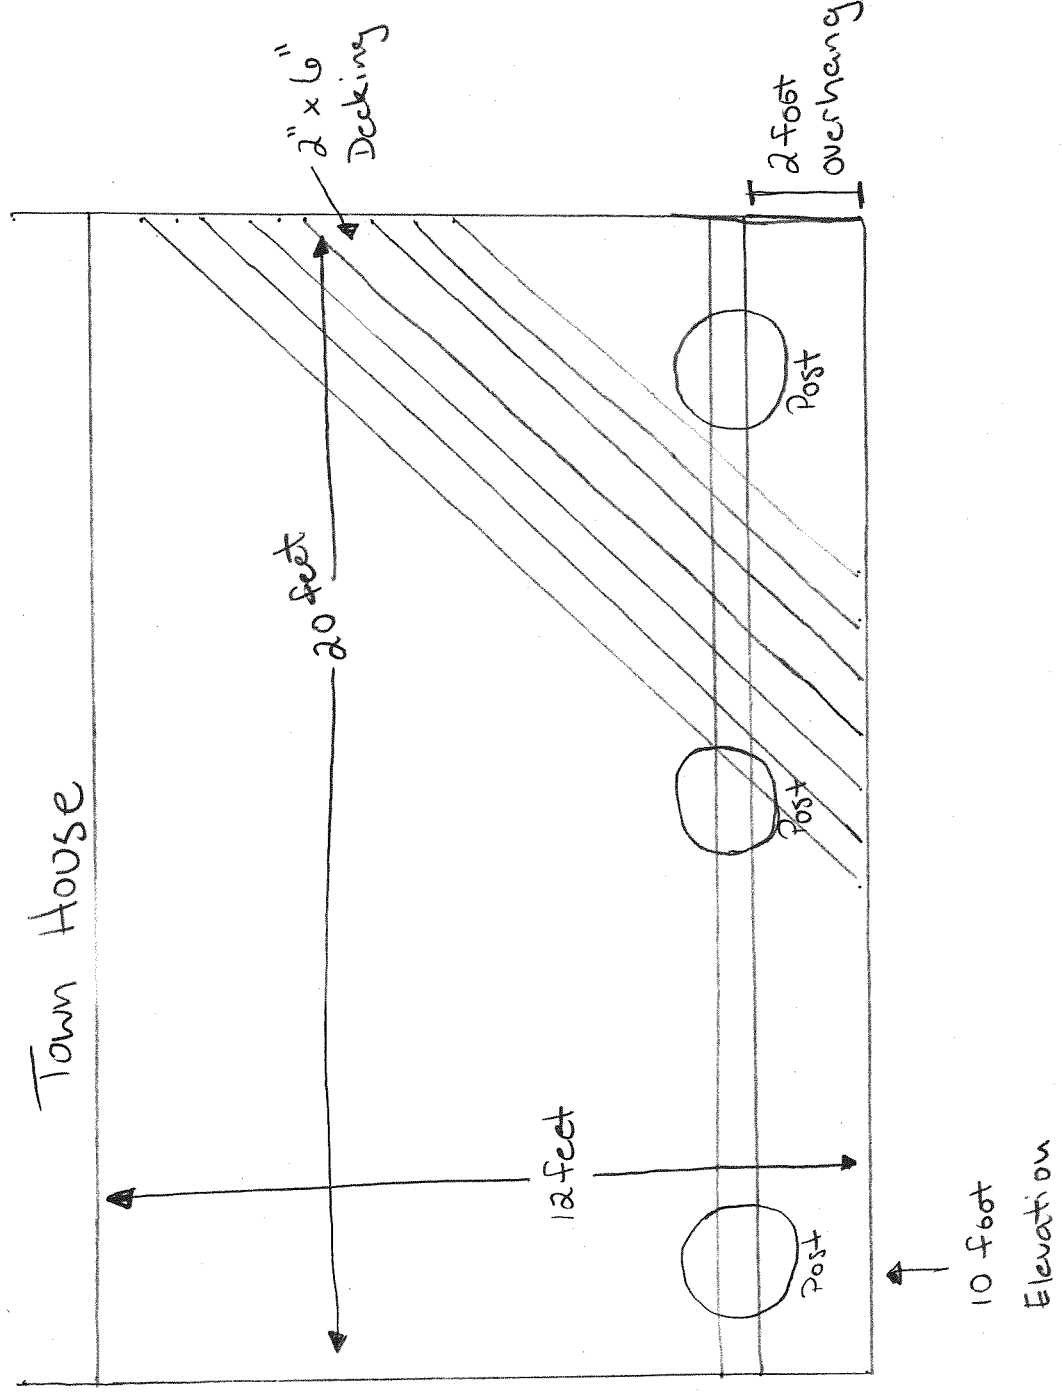 Town House
2" x 6"
Decking
20 feet
12 feet
2 foot
overhang
Post
Post
Post
10 foot
Elevation